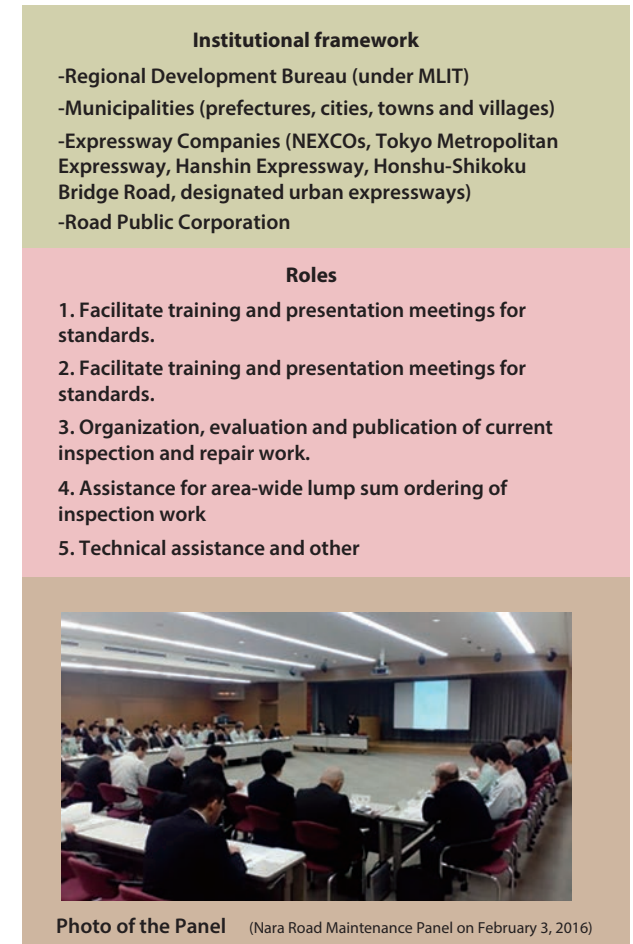 Institutional framework
-Regional Development Bureau (under MLIT)
-Municipalities (prefectures, cities, towns and villages)
-Expressway Companies (NEXCOs, Tokyo Metropolitan
Expressway, Hanshin Expressway, Honshu-Shikoku
Bridge Road, designated urban expressways)
-Road Public Corporation
Roles
1. Facilitate training and presentation meetings for
standards.
2. Facilitate training and presentation meetings for
standards.
3. Organization, evaluation and publication of current
inspection and repair work.
4. Assistance for area-wide lump sum ordering of
inspection work
5. Technical assistance and other
Photo of the Panel (Nara Road Maintenance Panel on February 3, 2016)